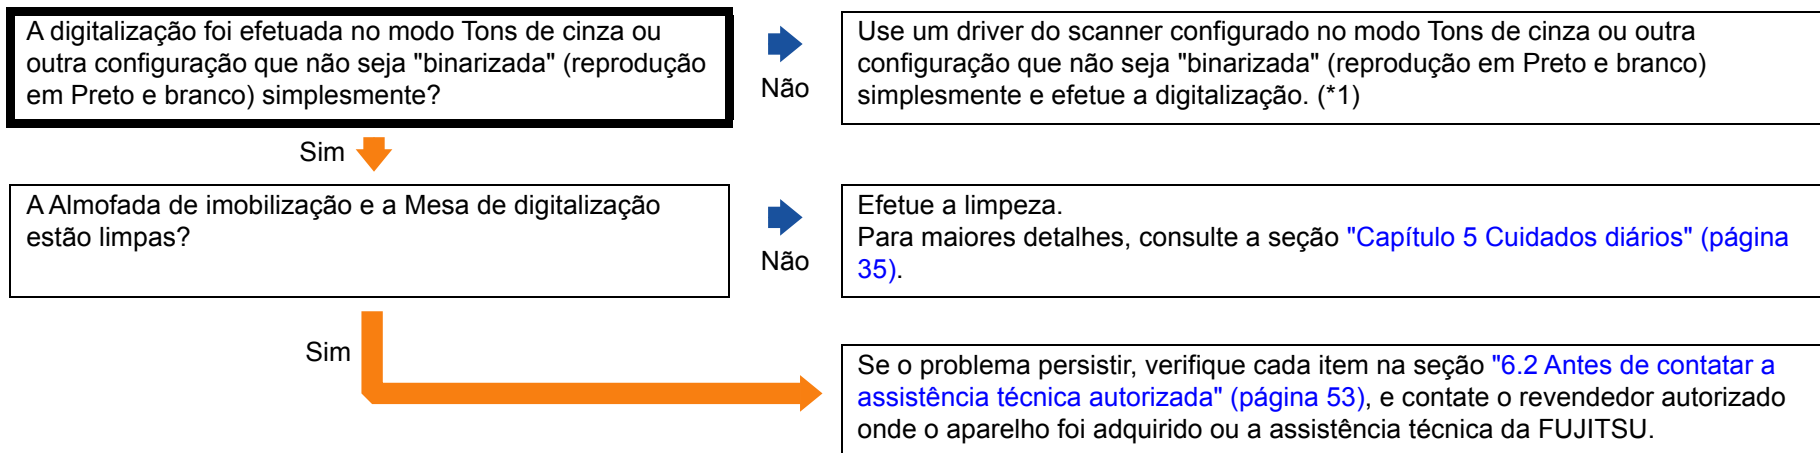 A digitalização foi efetuada no modo Tons de cinza ou
outra configuração que não seja "binarizada" (reprodução
em Preto e branco) simplesmente?
Não
Use um driver do scanner configurado no modo Tons de cinza ou outra
configuração que não seja "binarizada" (reprodução em Preto e branco)
simplesmente e efetue a digitalização. (*1)
Sim
A Almofada de imobilização e a Mesa de digitalização
estão limpas?
Não
Efetue a limpeza.
Para maiores detalhes, consulte a seção "Capítulo 5 Cuidados diários" (página
35).
Sim
Se o problema persistir, verifique cada item na seção "6.2 Antes de contatar a
assistência técnica autorizada" (página 53), e contate o revendedor autorizado
onde o aparelho foi adquirido ou a assistência técnica da FUJITSU.